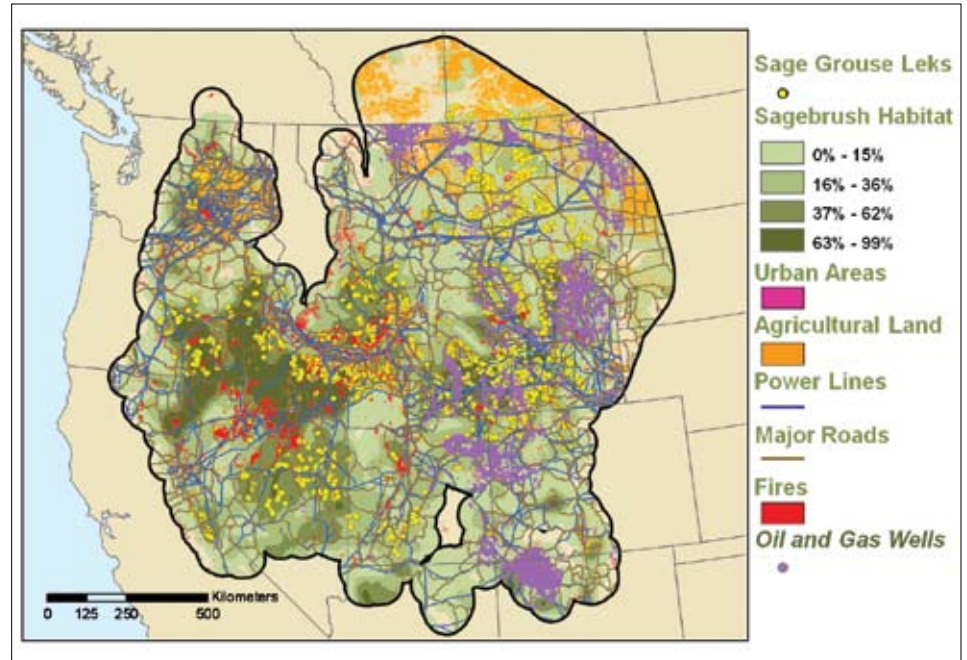 Sage Grouse Leks
Sagebrush Habitat
0% - 15%
16% - 36%
37% - 62%
63% - 99%
Urban Areas
Agricultural Land
Power Lines
Major Roads
Fires
Oil and Gas Wells
Kilometers
0 125 250 500